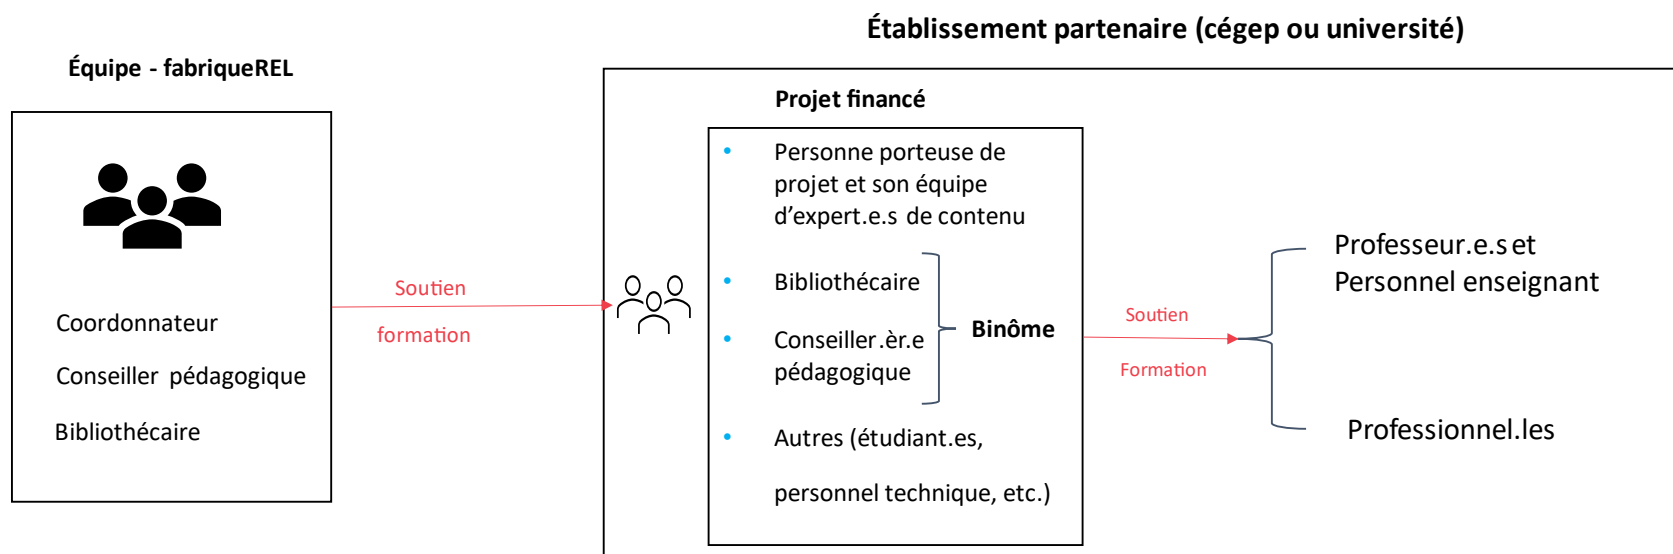 Établissement partenaire (cégep ou université)
Équipe - fabriqueREL
Coordonnateur
Conseiller pédagogique
Bibliothécaire
Soutien
formation
Projet financé
• Personne porteuse de
projet et son équipe
d’expert.e.s de contenu
• Bibliothécaire
• Conseiller.èr.e
pédagogique
Binôme
• Autres (étudiant.es,
personnel technique, etc.)
Soutien
Formation
Professeur.e.s et
Personnel enseignant
Professionnel.les